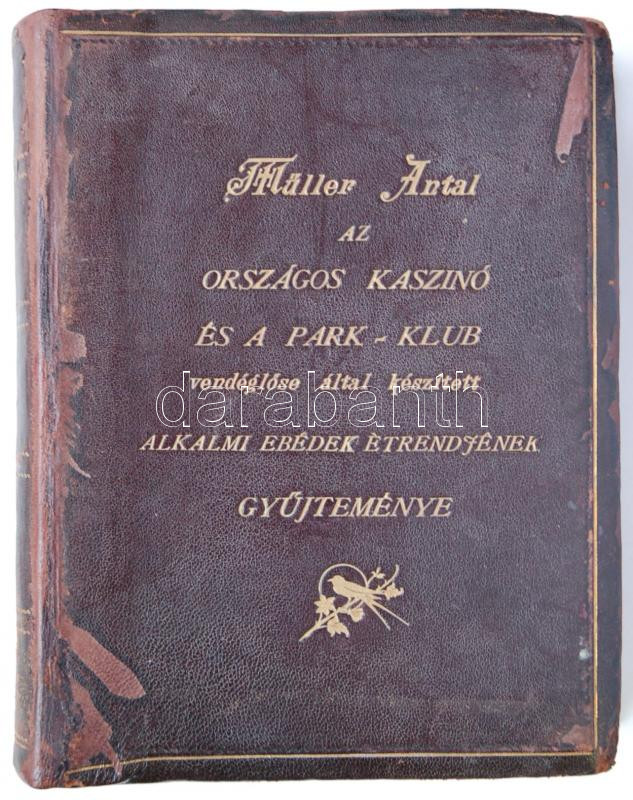 Müller Antal
AZ
ORSZÁGOS KASZINÓ
ÉS A PARK - KLUB
vendéglőse által készített
darabanth
ALKALMI EBÉDEK ÉTRENDJÉNEK
GYŰJTEMÉNYE